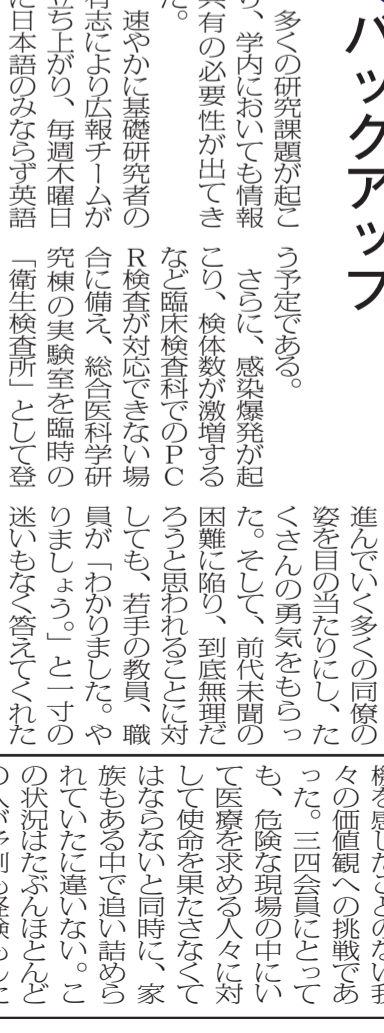 バックアップ
多くの研究課題が起こ
り、学内においても情報
共有の必要性が出てき
た。
速やかに基礎研究者の
有志により広報チームが
立ち上がり、毎週木曜日
に日本語のみならず英語
う予定である。
さらに、感染爆発が起
こり、検体数が激増する
など臨床検査科でのPC
R検査が対応できない場
合に備え、総合医科学研
究棟の実験室を臨時の
「衛生検査所」として登
進んでいく多くの同僚の
姿を目の当たりにし、た
くさんの勇気をもらっ
た。そして、前代未聞の
困難に陥り、到底無理だ
ろうと思われることに対
しても、若手の教員、職
員が「わかりました。や
りましょう。」と一寸の
迷いもなく答えてくれた
機を感じたことのない我
々の価値観への挑戦であ
った。三四会員にとって
も、危険な現場の中にい
て医療を求める人々に対
して使命を果たさなくて
はならないと同時に、家
族もある中で追い詰めら
れていたに違いない。こ
の状況はたぶんほとんど